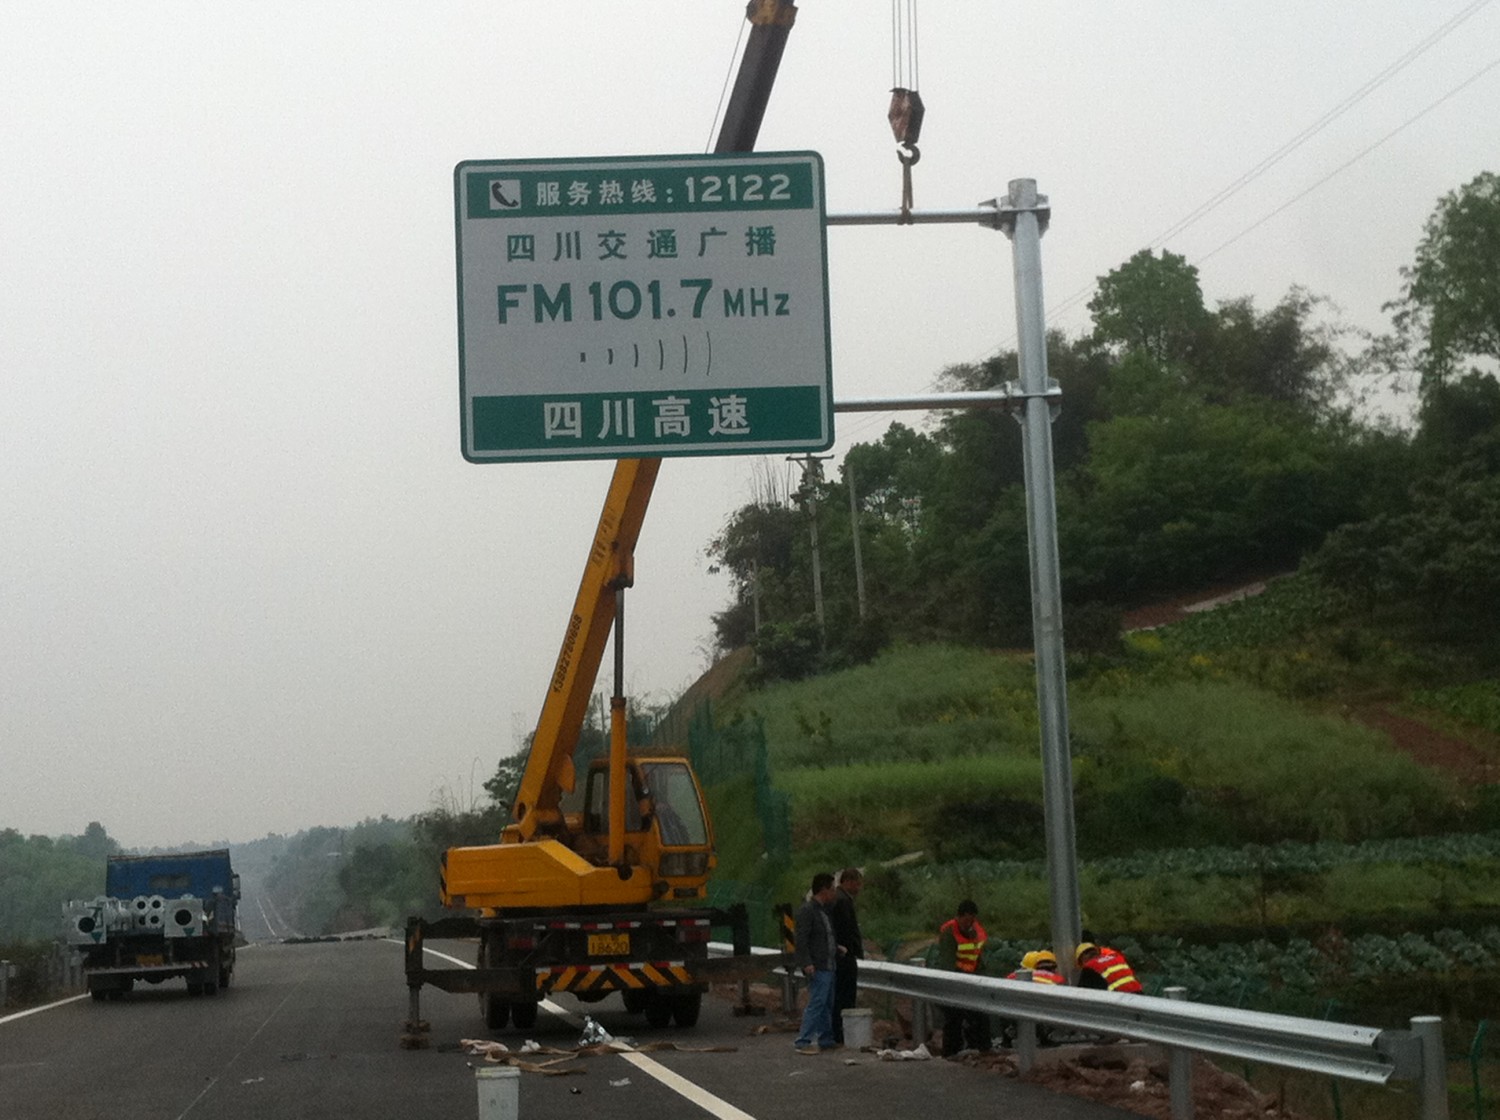 服务热线：12122
四川交通广播
FM 101.7 MHz
四川高速